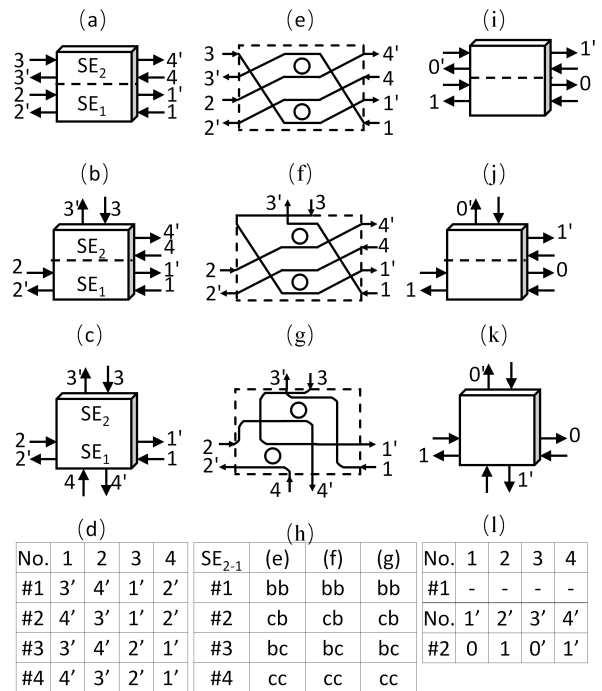 (a) (e) (i)
3 SE2 4' 3 4' 1'
3' 4 3' 4 0'
2 SE1 1' 2 1' 0
2' 1 2' 1 1
(b) (f) (j)
3' 3 3' 3 0'
SE2 4' 4' 1'
4 4
2 1' 2 1' 0
2' SE1 1 2' 1 1
(c) (g) (k)
3' 3 3' 3 0'
SE2
2 1' 2 1' 0
2' SE1 1 2' 1 1
4 4' 4 4' 1'
(d) (h) (l)
No. 1 2 3 4 SE2-1 (e) (f) (g) No. 1 2 3 4
#1 3' 4' 1' 2' #1 bb bb bb #1 - - - -
#2 4' 3' 1' 2' #2 cb cb cb No. 1' 2' 3' 4'
#3 3' 4' 2' 1' #3 bc bc bc #2 0 1 0' 1'
#4 4' 3' 2' 1' #4 cc cc cc